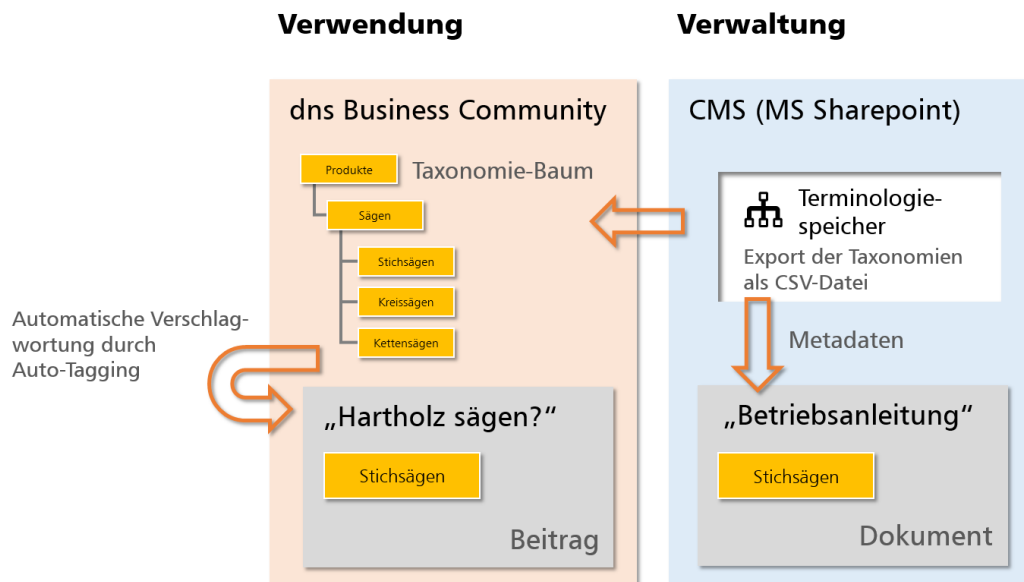 Verwendung
Verwaltung
dns Business Community
CMS (MS Sharepoint)
Produkte
Taxonomie-Baum
Sägen
Stichsägen
Kreissägen
Kettensägen
Terminologie-
speicher
Export der Taxonomien
als CSV-Datei
Automatische Verschlag-
wortung durch
Auto-Tagging
Metadaten
„Hartholz sägen?“
Stichsägen
Beitrag
„Betriebsanleitung“
Stichsägen
Dokument